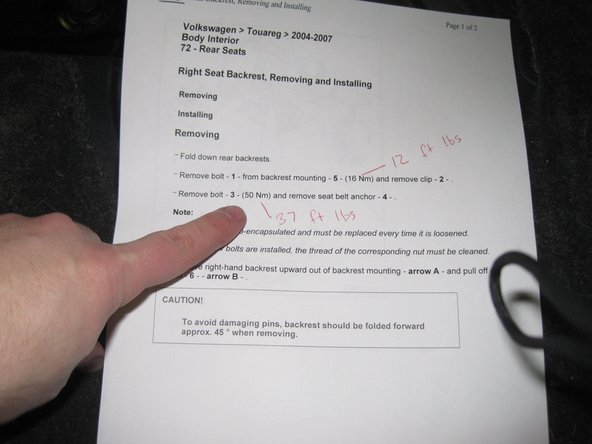 Backrest, Removing and Installing
Page 1 of 2
Volkswagen > Touareg > 2004-2007
Body Interior
72 - Rear Seats
Right Seat Backrest, Removing and Installing
Removing
Installing
Removing
12 ft lbs
- Fold down rear backrests.
- Remove bolt - 1 - from backrest mounting - 5 - (16 Nm) and remove clip - 2 - .
- Remove bolt - 3 - (50 Nm) and remove seat belt anchor - 4 - .
37 ft lbs
Note:
-encapsulated and must be replaced every time it is loosened.
bolts are installed, the thread of the corresponding nut must be cleaned.
right-hand backrest upward out of backrest mounting - arrow A - and pull off
6 - - arrow B - .
CAUTION!
To avoid damaging pins, backrest should be folded forward
approx. 45 ° when removing.